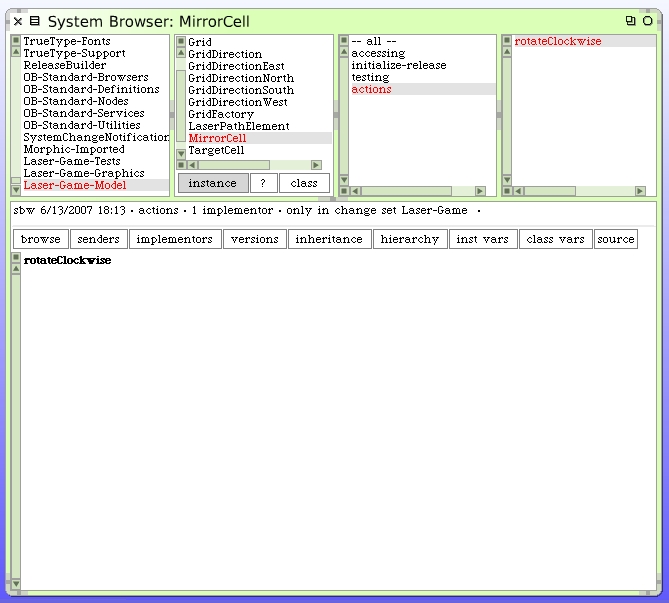 System Browser: MirrorCell
TrueType-Fonts
TrueType-Support
ReleaseBuilder
OB-Standard-Browsers
OB-Standard-Definitions
OB-Standard-Nodes
OB-Standard-Services
OB-Standard-Utilities
SystemChangeNotification
Morphic-Imported
Laser-Game-Tests
Laser-Game-Graphics
Laser-Game-Model
Grid
GridDirection
GridDirectionEast
GridDirectionNorth
GridDirectionSouth
GridDirectionWest
GridFactory
LaserPathElement
MirrorCell
TargetCell
instance ? class
-- all --
accessing
initialize-release
testing
actions
rotateClockwise
sbw 6/13/2007 18:13 · actions · 1 implementor · only in change set Laser-Game ·
browse senders implementors versions inheritance hierarchy inst vars class vars source
rotateClockwise